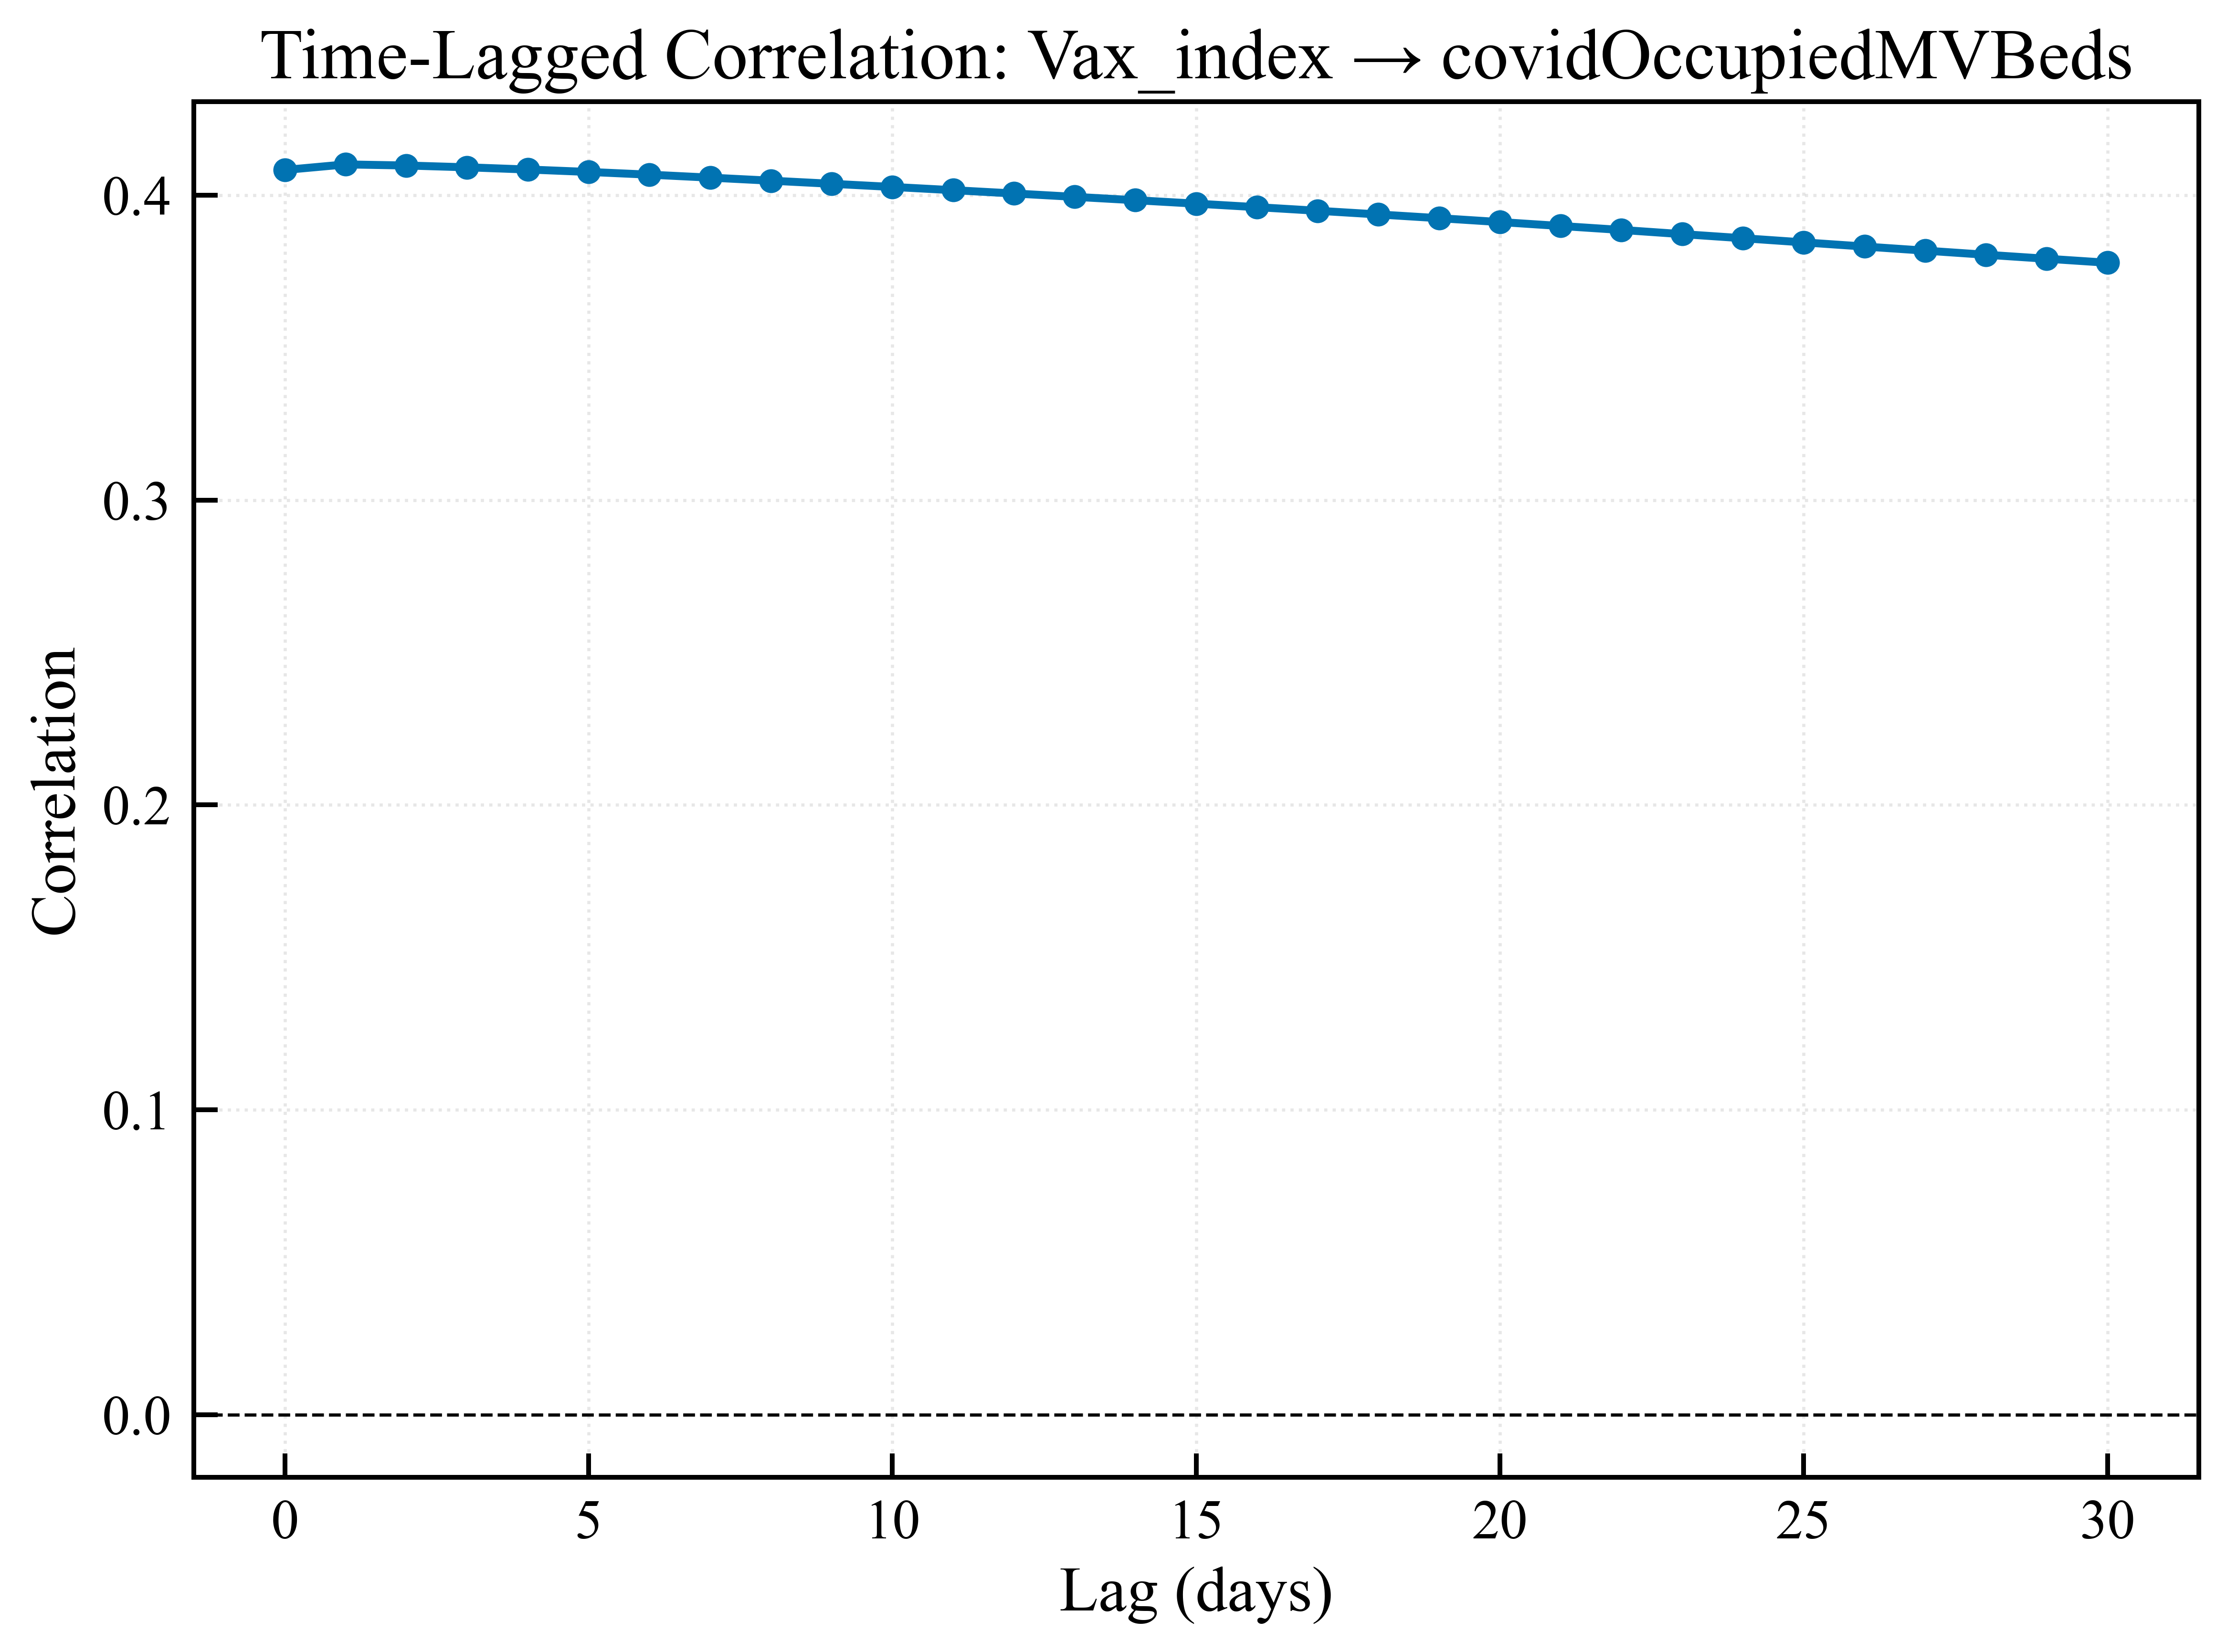 Time-Lagged Correlation: Vax_index → covidOccupiedMVBeds
0.4
0.3
0.2
0.1
0.0
Correlation
0 5 10 15 20 25 30
Lag (days)